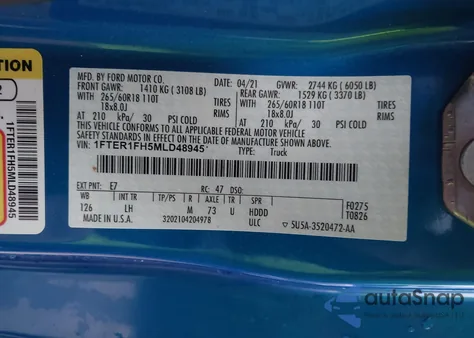 MFD. BY FORD MOTOR CO.
DATE: 04/21 GVWR: 2744 KG ( 6050 LB)
FRONT GAWR: 1410 KG ( 3108 LB) REAR GAWR: 1529 KG ( 3370 LB)
265/60R18 110T TIRES 265/60R18 110T TIRES
18x8.0J RIMS 18x8.0J RIMS
AT 210 kPa/ 30 PSI COLD AT 210 kPa/ 30 PSI COLD
THIS VEHICLE CONFORMS TO ALL APPLICABLE FEDERAL MOTOR VEHICLE
SAFETY STANDARDS IN EFFECT ON THE DATE OF MANUFACTURE SHOWN ABOVE.
VIN: 1FTER1FH5MLD48945
TYPE: Truck
EXT PNT: E7 RC: 47 DSO:
WB INT TR TP/PS R AXLE TR SPR
126 LH M 73 U HDDD
F0275
T0826
MADE IN U.S.A. 3202104204978 ULC 5U5A-3520472-AA
1FTER1FH5MLD48945
autoSnap